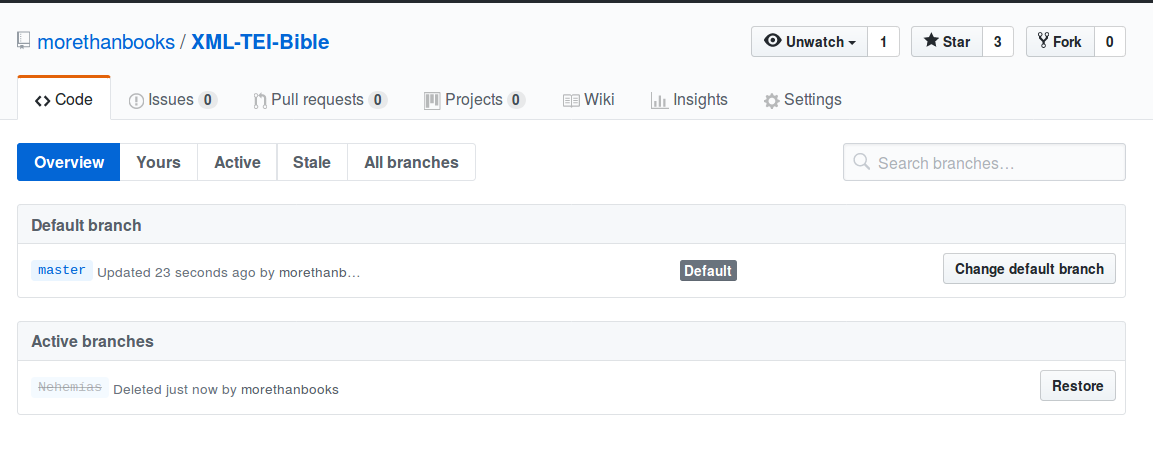 morethanbooks / XML-TEI-Bible
Unwatch 1 Star 3 Fork 0
Code Issues 0 Pull requests 0 Projects 0 Wiki Insights Settings
Overview Yours Active Stale All branches Search branches…
Default branch
master Updated 23 seconds ago by morethanb… Default Change default branch
Active branches
Nehemias Deleted just now by morethanbooks Restore